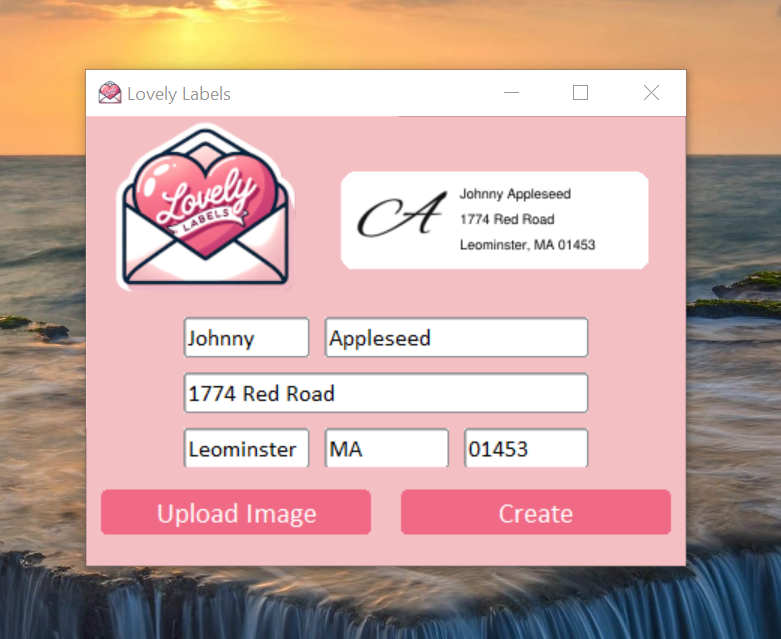 Lovely Labels
Lovely
LABELS
A
Johnny Appleseed
1774 Red Road
Leominster, MA 01453
Johnny Appleseed
1774 Red Road
Leominster MA 01453
Upload Image Create